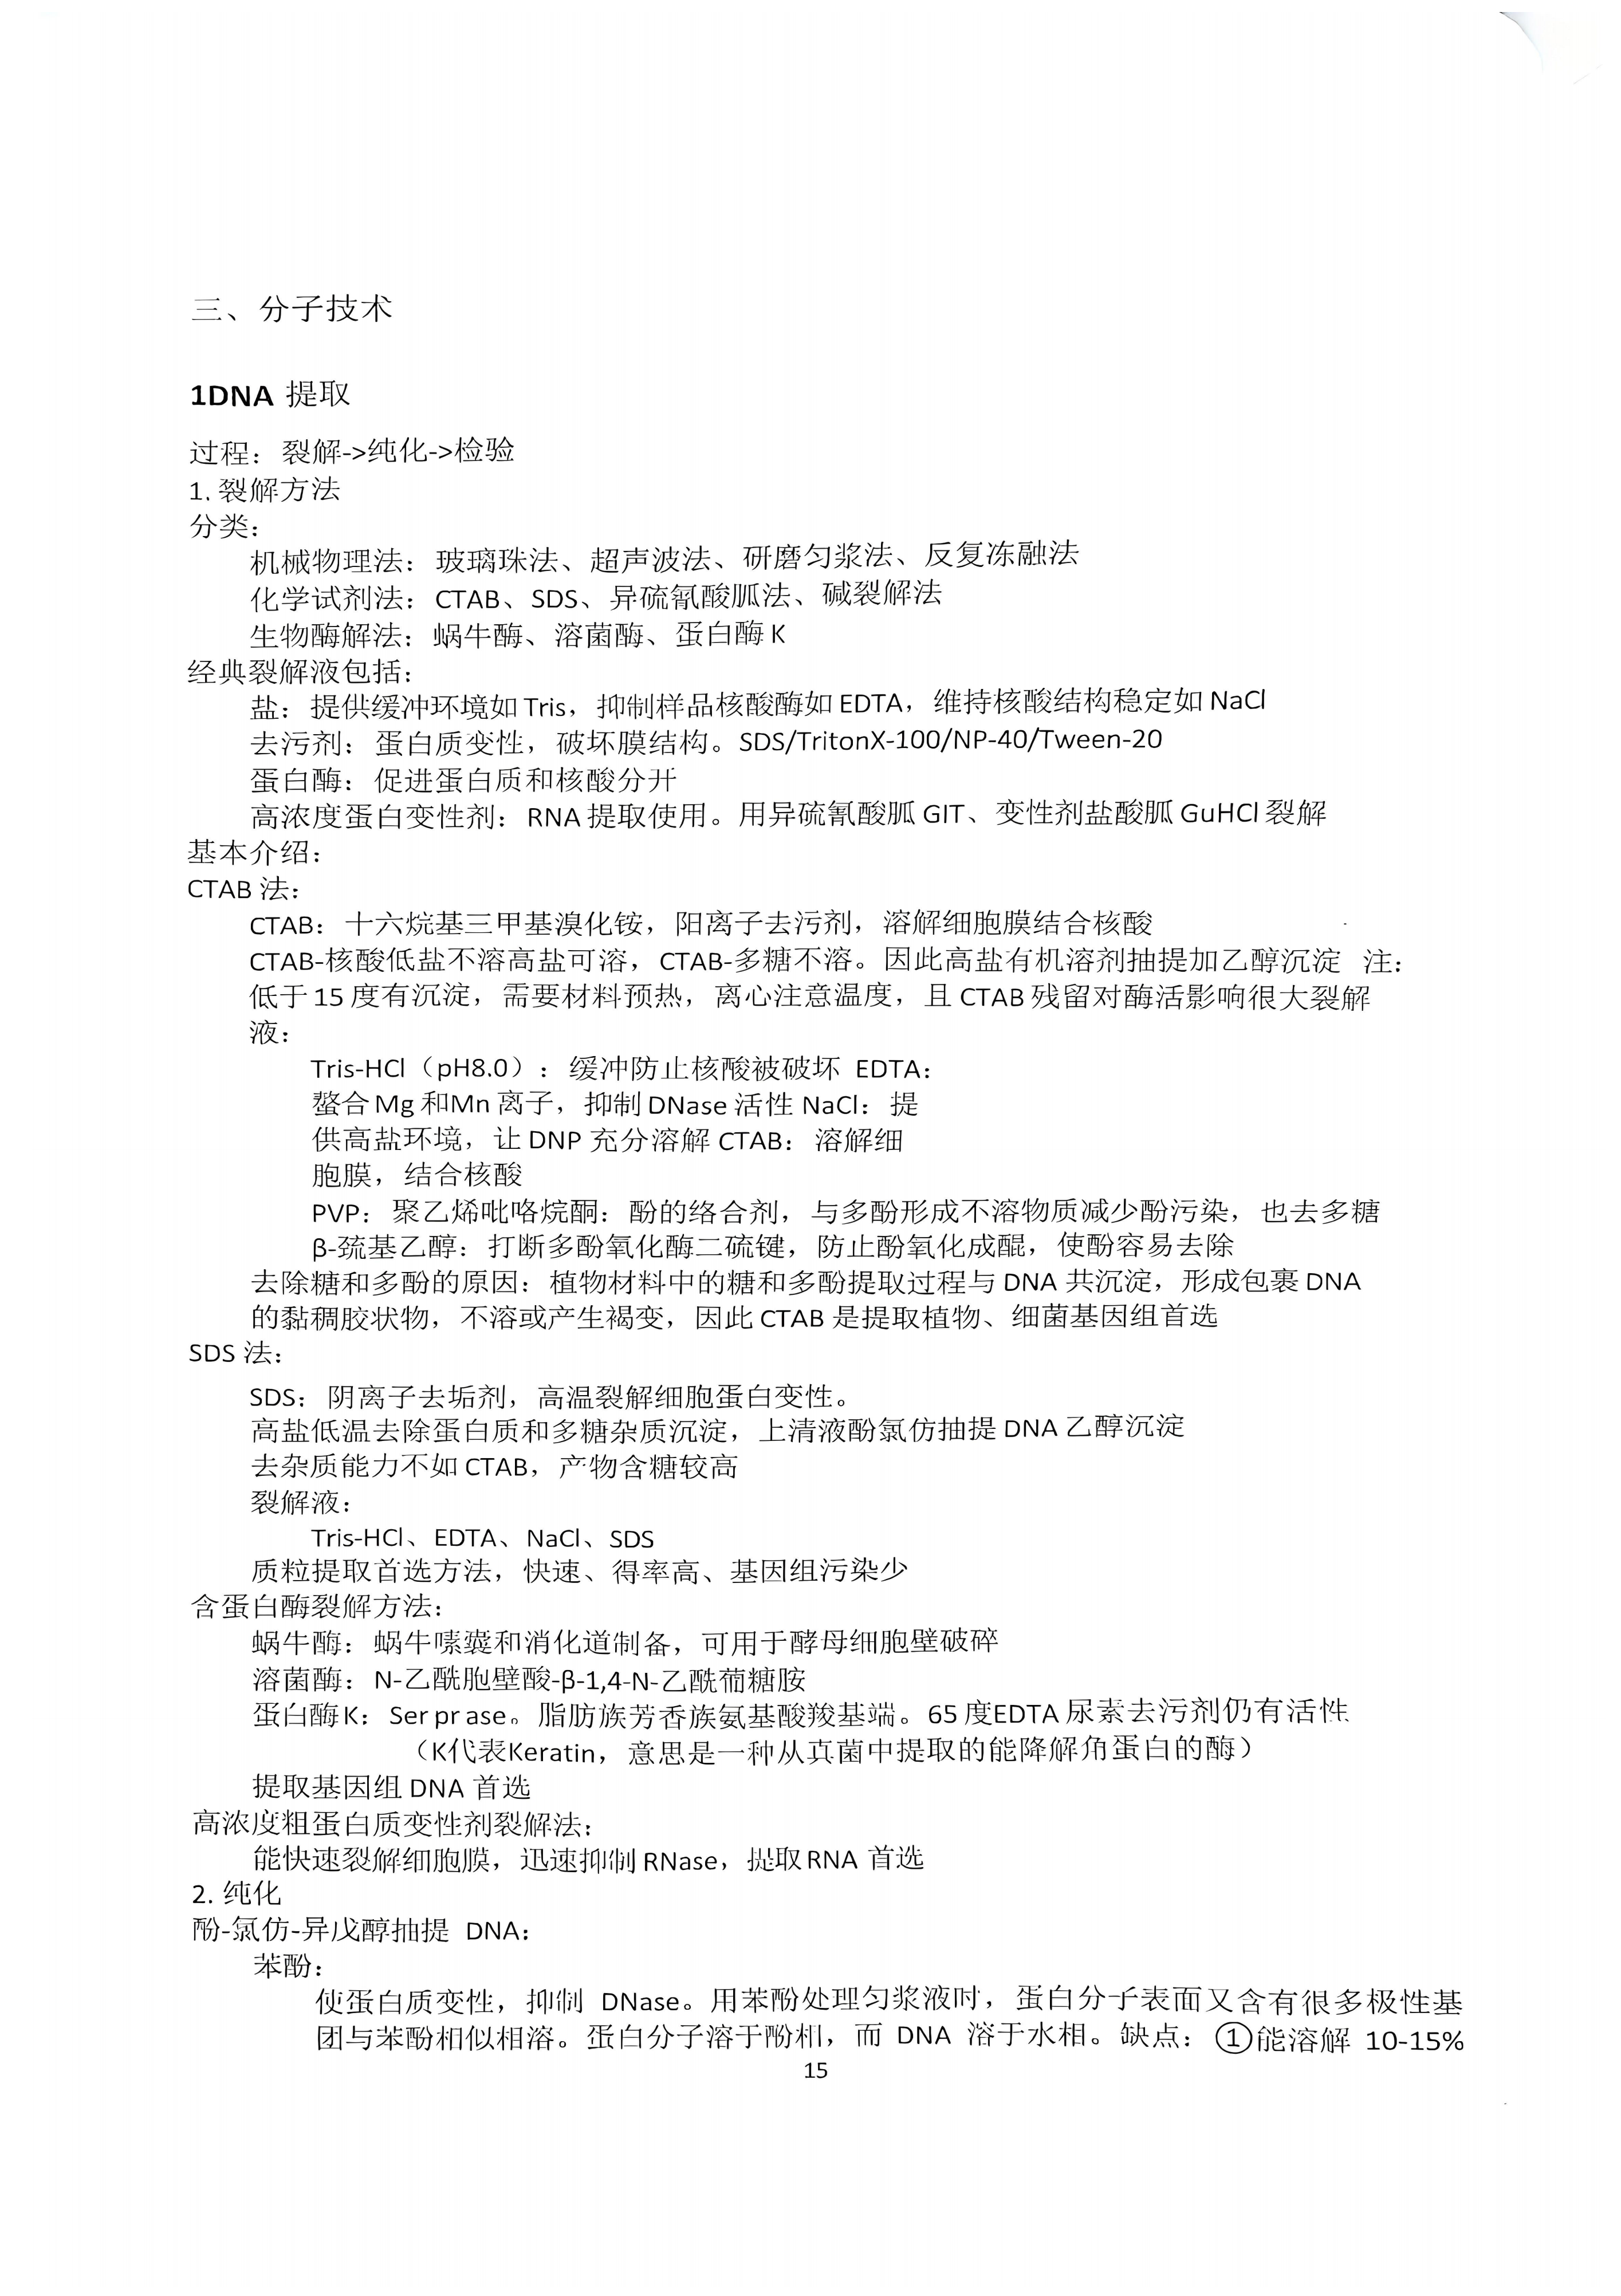 三、分子技术
1DNA 提取
过程：裂解->纯化->检验
1. 裂解方法
分类：
机械物理法：玻璃珠法、超声波法、研磨匀浆法、反复冻融法
化学试剂法：CTAB、SDS、异硫氰酸胍法、碱裂解法
生物酶解法：蜗牛酶、溶菌酶、蛋白酶 K
经典裂解液包括：
盐：提供缓冲环境如 Tris，抑制样品核酸酶如 EDTA，维持核酸结构稳定如 NaCl
去污剂：蛋白质变性，破坏膜结构。SDS/TritonX-100/NP-40/Tween-20
蛋白酶：促进蛋白质和核酸分开
高浓度蛋白变性剂：RNA 提取使用。用异硫氰酸胍 GIT、变性剂盐酸胍 GuHCl 裂解
基本介绍：
CTAB 法：
CTAB：十六烷基三甲基溴化铵，阳离子去污剂，溶解细胞膜结合核酸
CTAB-核酸低盐不溶高盐可溶，CTAB-多糖不溶。因此高盐有机溶剂抽提加乙醇沉淀 注：
低于 15 度有沉淀，需要材料预热，离心注意温度，且 CTAB 残留对酶活影响很大裂解
液：
Tris-HCl（pH8.0）：缓冲防止核酸被破坏 EDTA：
螯合 Mg 和Mn 离子，抑制 DNase 活性 NaCl：提
供高盐环境，让 DNP 充分溶解 CTAB：溶解细
胞膜，结合核酸
PVP：聚乙烯吡咯烷酮：酚的络合剂，与多酚形成不溶物质减少酚污染，也去多糖
β-巯基乙醇：打断多酚氧化酶二硫键，防止酚氧化成醌，使酚容易去除
去除糖和多酚的原因：植物材料中的糖和多酚提取过程与 DNA 共沉淀，形成包裹 DNA
的黏稠胶状物，不溶或产生褐变，因此 CTAB 是提取植物、细菌基因组首选
SDS 法：
SDS：阴离子去垢剂，高温裂解细胞蛋白变性。
高盐低温去除蛋白质和多糖杂质沉淀，上清液酚氯仿抽提 DNA 乙醇沉淀
去杂质能力不如 CTAB，产物含糖较高
裂解液：
Tris-HCl、EDTA、NaCl、SDS
质粒提取首选方法，快速、得率高、基因组污染少
含蛋白酶裂解方法：
蜗牛酶：蜗牛嗉囊和消化道制备，可用于酵母细胞壁破碎
溶菌酶：N-乙酰胞壁酸-β-1,4-N-乙酰葡糖胺
蛋白酶 K：Ser pr ase。脂肪族芳香族氨基酸羧基端。65 度EDTA 尿素去污剂仍有活性
（K代表Keratin，意思是一种从真菌中提取的能降解角蛋白的酶）
提取基因组 DNA 首选
高浓度粗蛋白质变性剂裂解法：
能快速裂解细胞膜，迅速抑制 RNase，提取 RNA 首选
2. 纯化
酚-氯仿-异戊醇抽提 DNA：
苯酚：
使蛋白质变性，抑制 DNase。用苯酚处理匀浆液时，蛋白分子表面又含有很多极性基
团与苯酚相似相溶。蛋白分子溶于酚相，而 DNA 溶于水相。缺点：①能溶解 10-15%
15